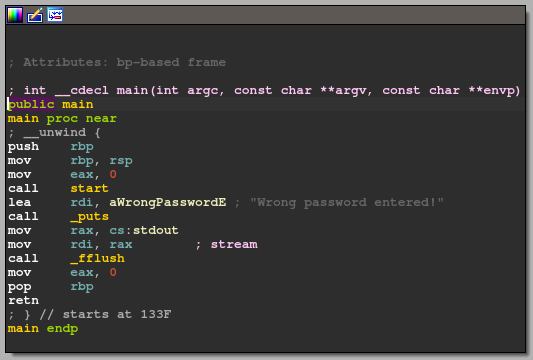 ; Attributes: bp-based frame
; int __cdecl main(int argc, const char **argv, const char **envp)
public main
main proc near
; __unwind {
push    rbp
mov     rbp, rsp
mov     eax, 0
call    start
lea     rdi, aWrongPasswordE ; "Wrong password entered!"
call    _puts
mov     rax, cs:stdout
mov     rdi, rax        ; stream
call    _fflush
mov     eax, 0
pop     rbp
retn
; } // starts at 133F
main endp